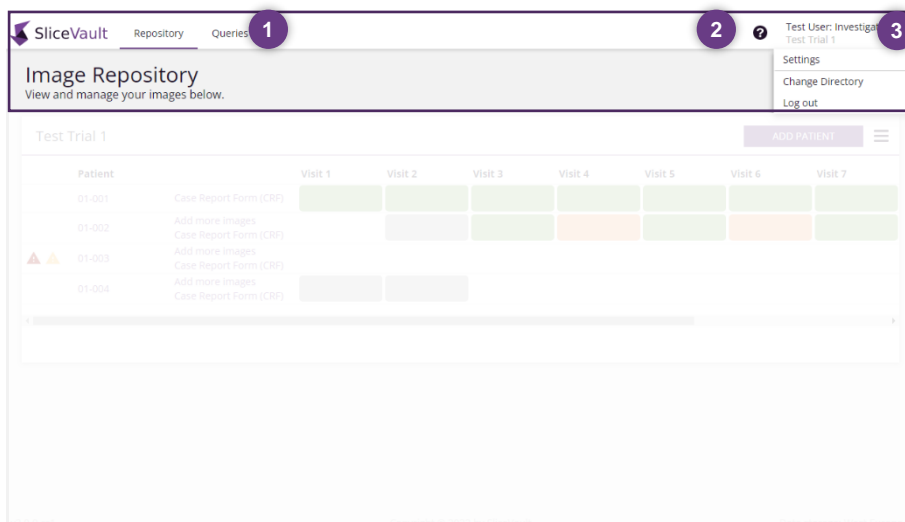 SliceVault Repository Queries 1 2 ? Test User: Investigat 3
Test Trial 1
Settings
Image Repository
Change Directory
View and manage your images below.
Log out
Test Trial 1 ADD PATIENT
Patient Visit 1 Visit 2 Visit 3 Visit 4 Visit 5 Visit 6 Visit 7
01-001 Case Report Form (CRF)
01-002 Add more images
Case Report Form (CRF)
01-003 Add more images
Case Report Form (CRF)
01-004 Add more images
Case Report Form (CRF)